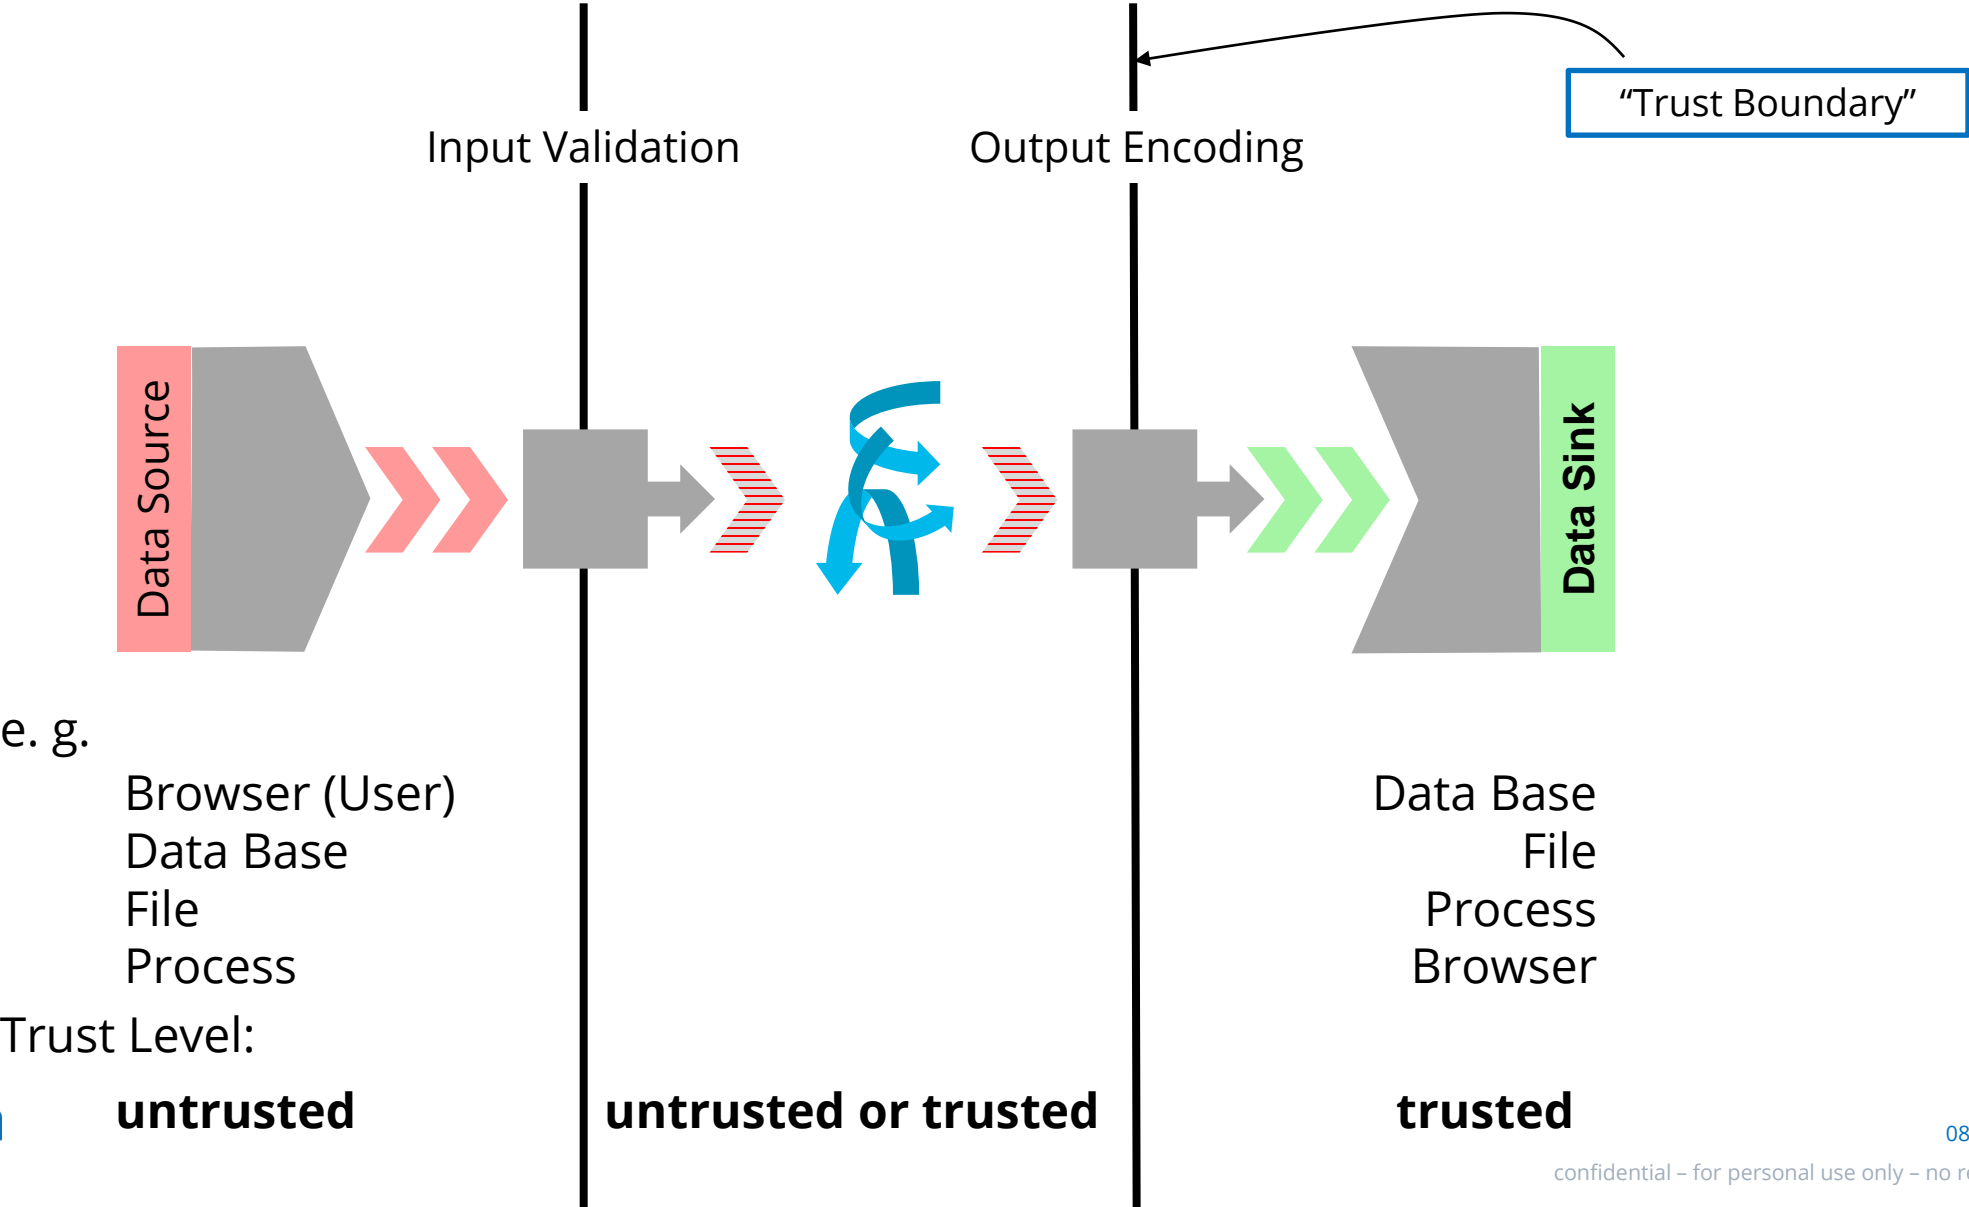 “Trust Boundary”
Input Validation
Output Encoding
Data Source
Data Sink
e. g.
Browser (User)
Data Base
File
Process
Data Base
File
Process
Browser
Trust Level:
untrusted
untrusted or trusted
trusted
08
confidential – for personal use only – no